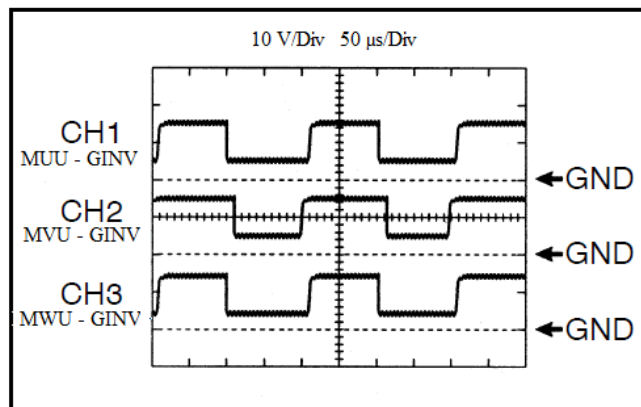 10 V/Div 50 μs/Div
CH1
MUU - GINV
GND
CH2
MVU - GINV
GND
CH3
MWU - GINV
GND